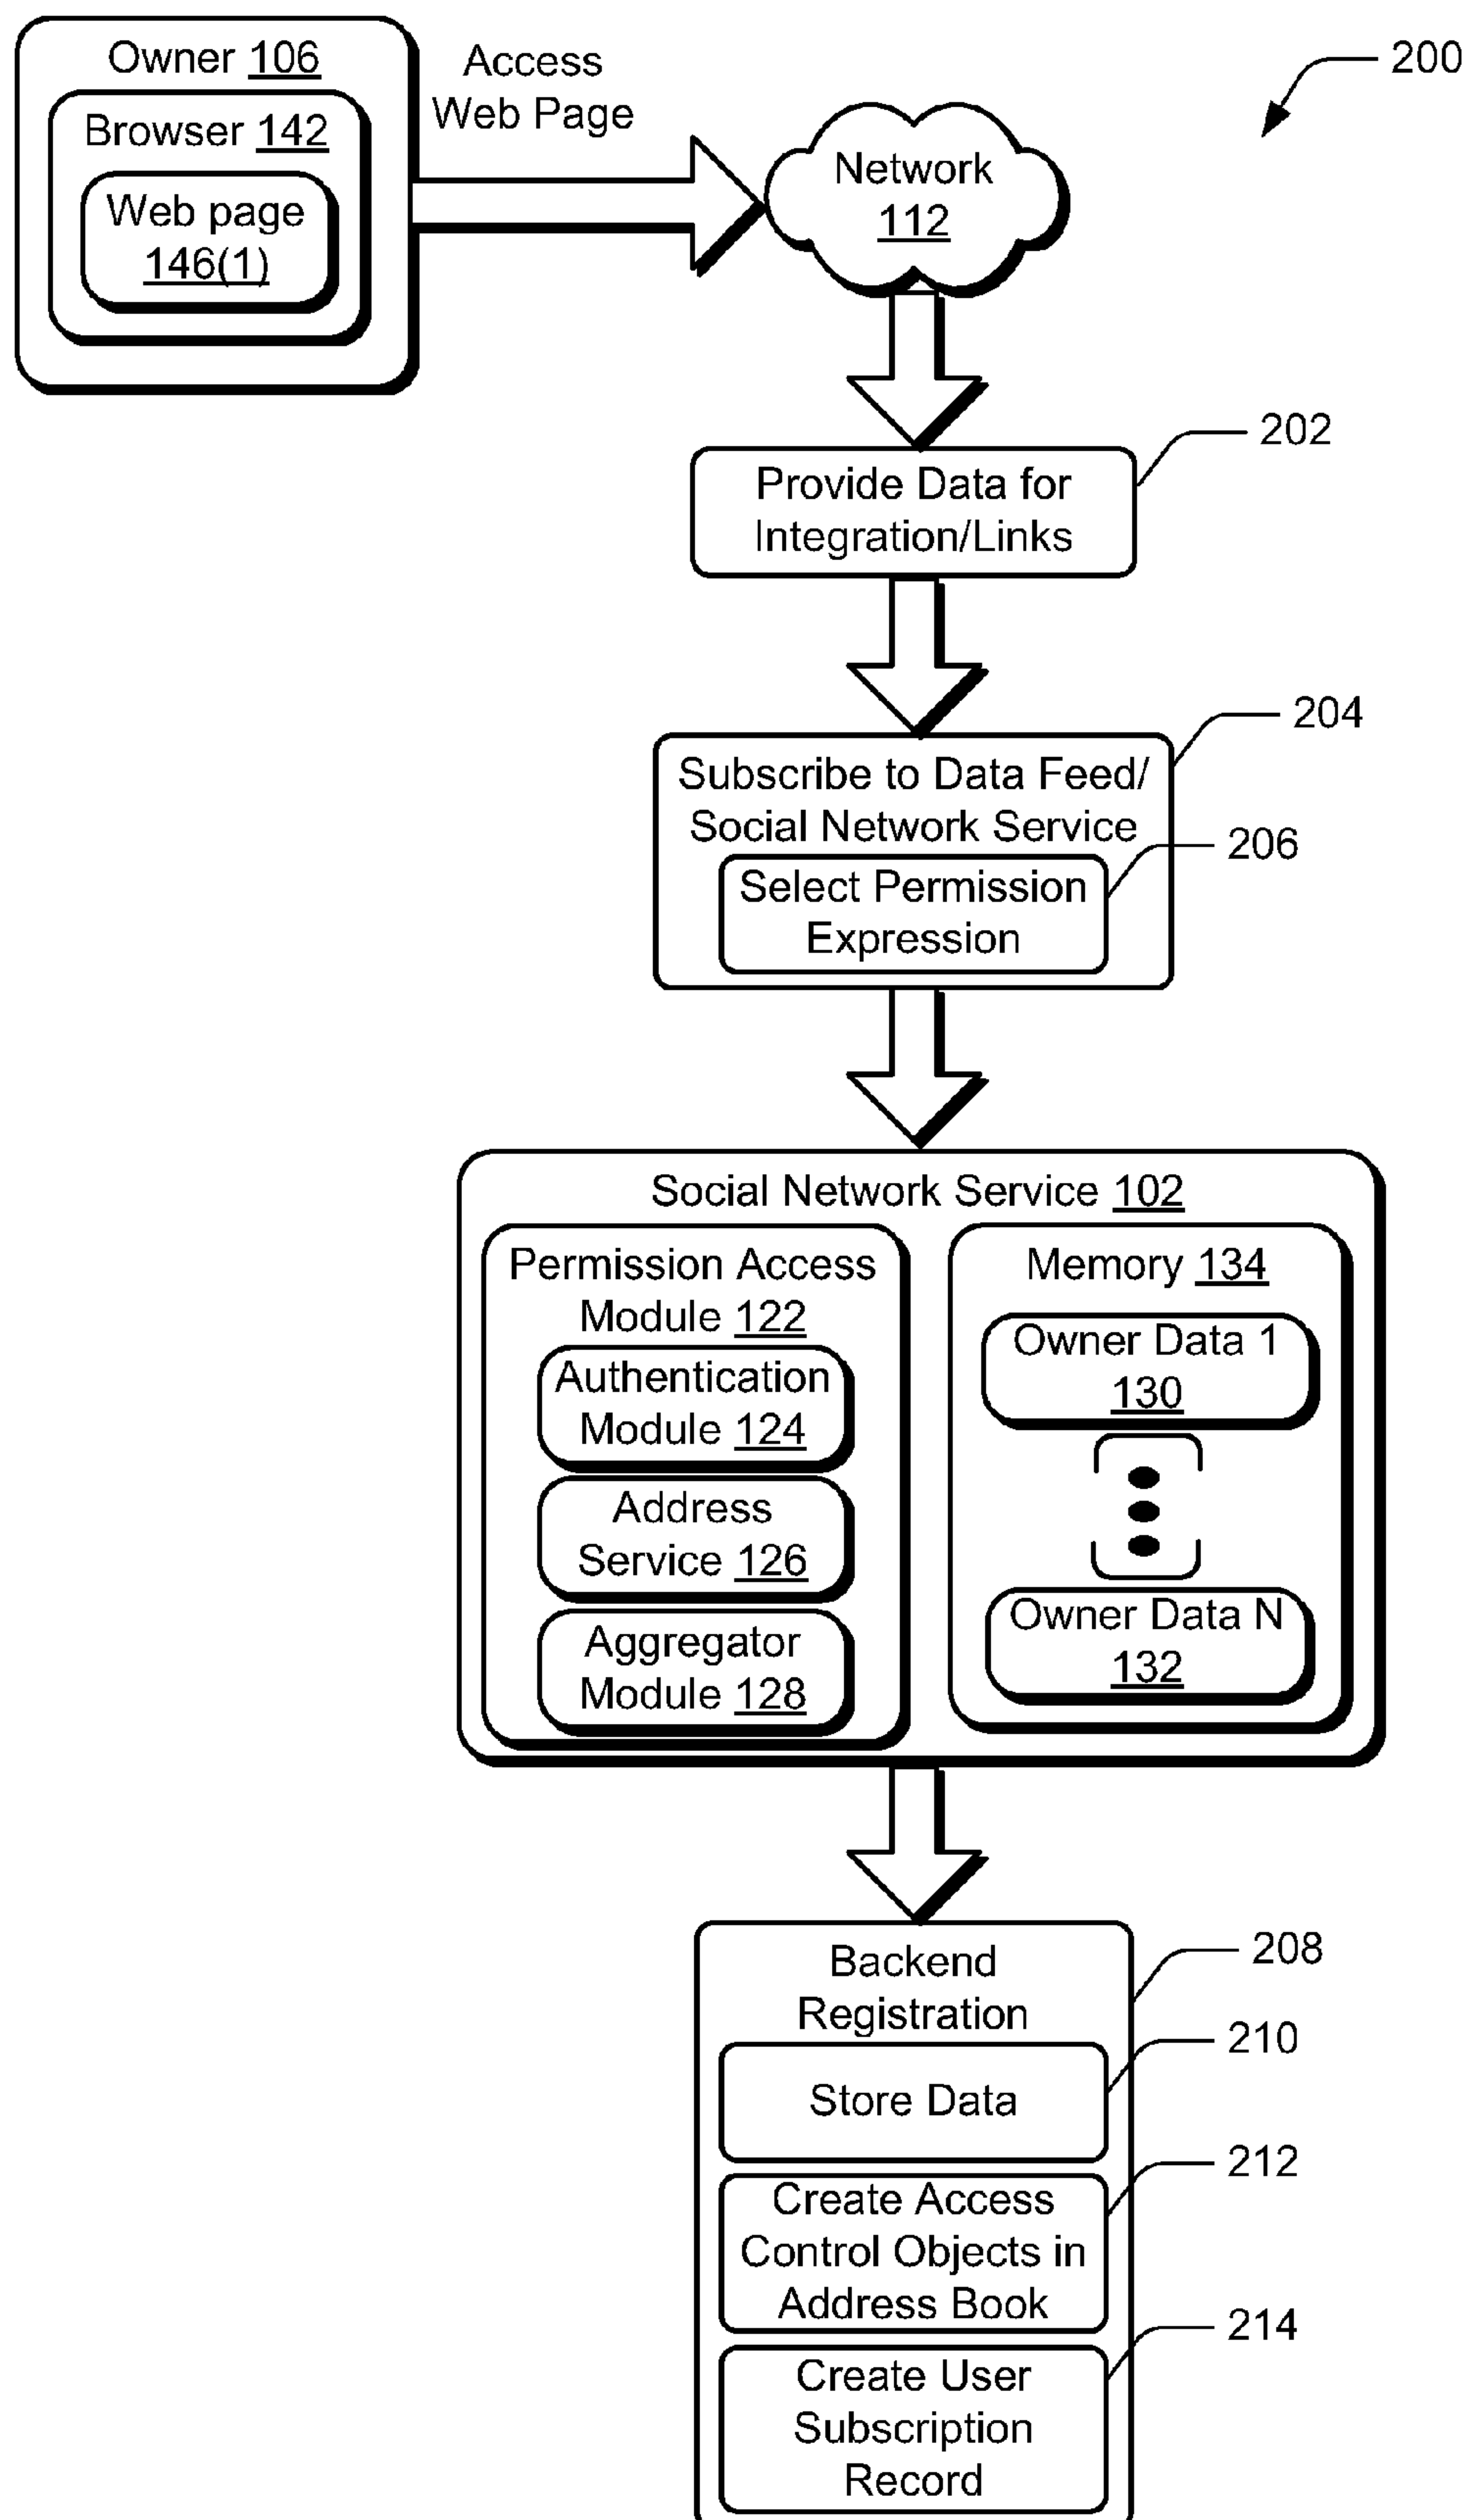 Owner 106
Browser 142
Web page
146(1)
Access
Web Page
Network
112
200
Provide Data for
Integration/Links
202
Subscribe to Data Feed/
Social Network Service
204
Select Permission
Expression
206
Social Network Service 102
Permission Access
Module 122
Authentication
Module 124
Address
Service 126
Aggregator
Module 128
Memory 134
Owner Data 1
130
Owner Data N
132
Backend
Registration
208
Store Data
210
Create Access
Control Objects in
Address Book
212
Create User
Subscription
Record
214